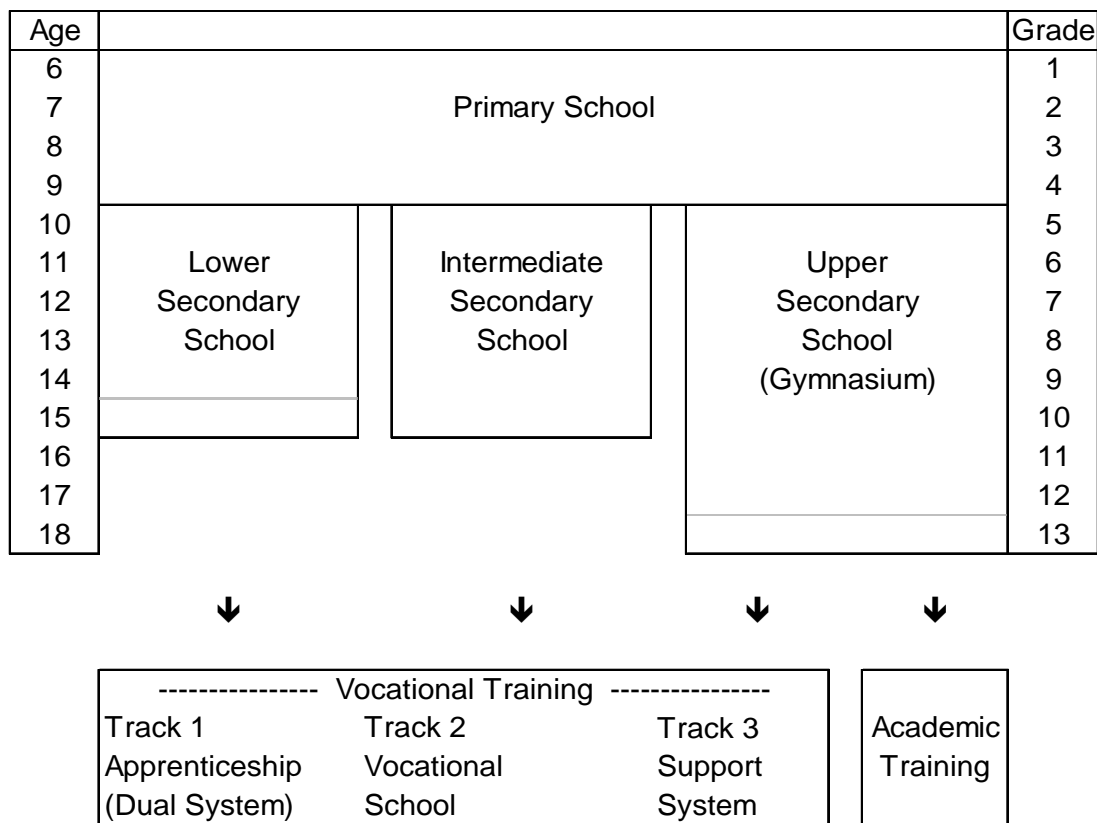 Age Grade
6 1
7 Primary School 2
8 3
9 4
10 5
11 Lower Intermediate Upper 6
12 Secondary Secondary Secondary 7
13 School School School 8
14 (Gymnasium) 9
15 10
16 11
17 12
18 13
---------------- Vocational Training ----------------
Track 1 Track 2 Track 3 Academic
Apprenticeship Vocational Support Training
(Dual System) School System